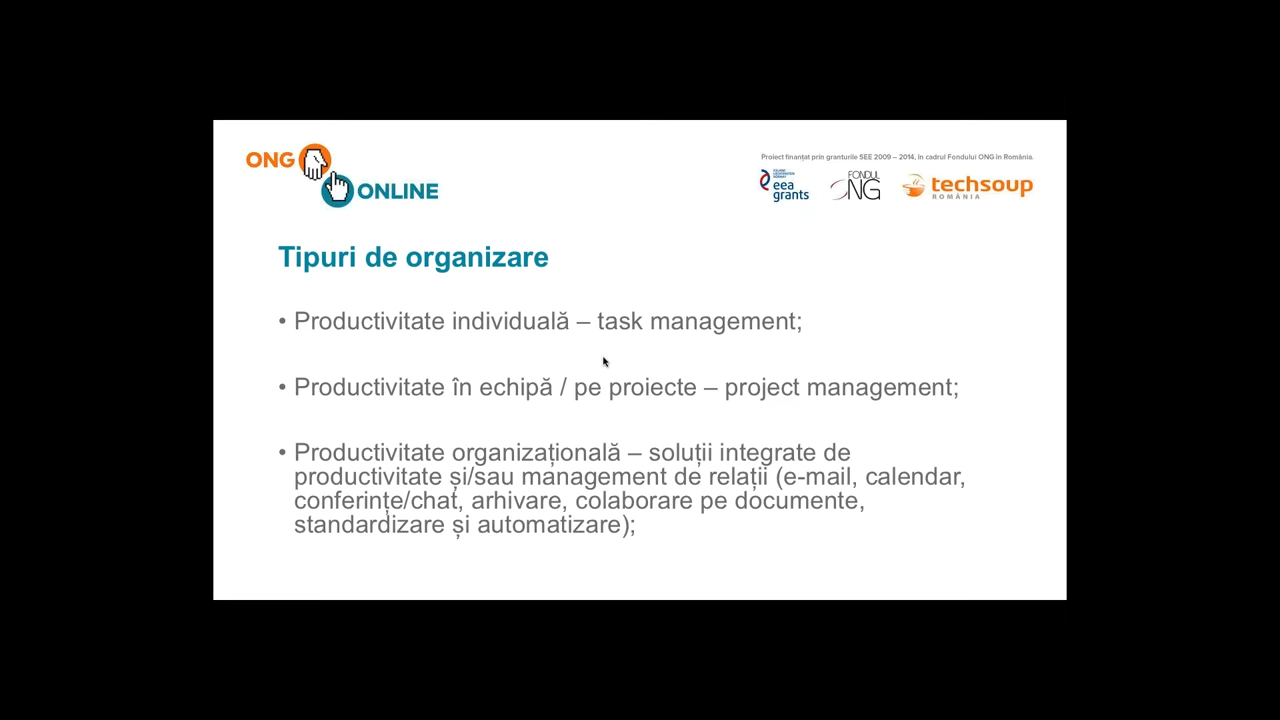 ONG
ONLINE
Proiect finanțat prin granturile SEE 2009 – 2014, în cadrul Fondului ONG în România.
eea
grants
FONDUL
ONG
techsoup
ROMÂNIA
Tipuri de organizare
• Productivitate individuală – task management;
• Productivitate în echipă / pe proiecte – project management;
• Productivitate organizațională – soluții integrate de
productivitate și/sau management de relații (e-mail, calendar,
conferințe/chat, arhivare, colaborare pe documente,
standardizare și automatizare);